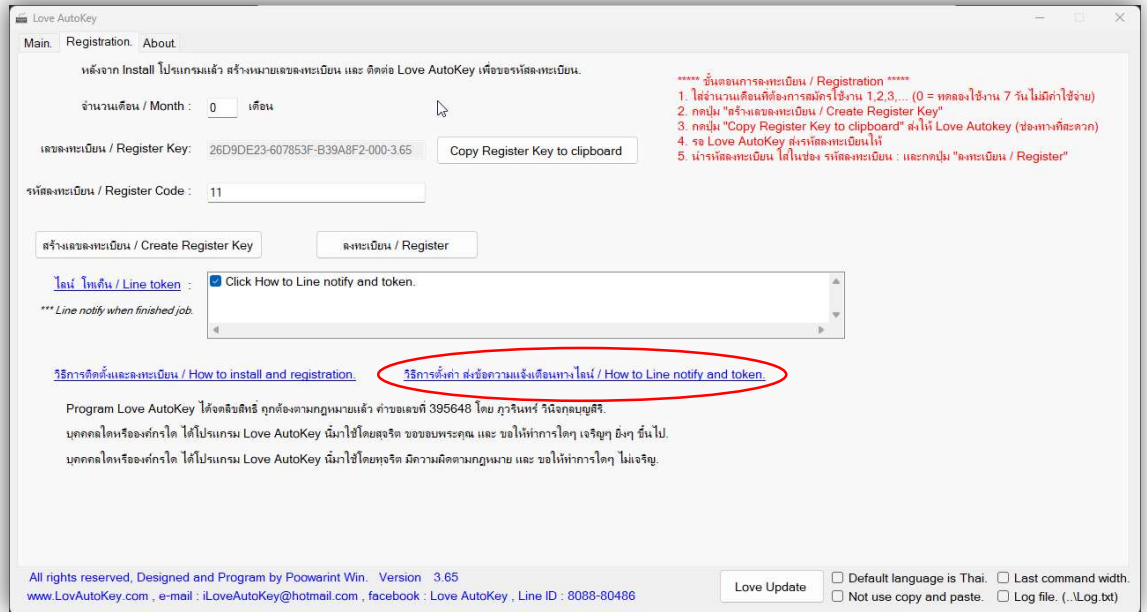 Love AutoKey
Main. Registration. About.
หลังจาก Install โปรแกรมแล้ว สร้างหมายเลขลงทะเบียน และ ติดต่อ Love AutoKey เพื่อขอรหัสลงทะเบียน.
จำนวนเดือน / Month : 0 เดือน
เลขลงทะเบียน / Register Key: 26D9DE23-607853F-B39A8F2-000-3.65 Copy Register Key to clipboard
รหัสลงทะเบียน / Register Code : 11
***** ขั้นตอนการลงทะเบียน / Registration *****
1. ใส่จำนวนเดือนที่ต้องการสมัครใช้งาน 1,2,3,... (0 = ทดลองใช้งาน 7 วันไม่มีค่าใช้จ่าย)
2. กดปุ่ม "สร้างเลขลงทะเบียน / Create Register Key"
3. กดปุ่ม "Copy Register Key to clipboard" ส่งให้ Love Autokey (ช่องทางที่สะดวก)
4. รอ Love AutoKey ส่งรหัสลงทะเบียนให้
5. นำรหัสลงทะเบียน ใส่ในช่อง รหัสลงทะเบียน : และกดปุ่ม "ลงทะเบียน / Register"
สร้างเลขลงทะเบียน / Create Register Key ลงทะเบียน / Register
ไลน์ โทเค็น / Line token : Click How to Line notify and token.
*** Line notify when finished job.
วิธีการติดตั้งและลงทะเบียน / How to install and registration. วิธีการตั้งค่า ส่งข้อความแจ้งเตือนทางไลน์ / How to Line notify and token.
Program Love AutoKey ได้จดลิขสิทธิ์ ถูกต้องตามกฎหมายแล้ว คำขอเลขที่ 395648 โดย ภูวรินทร์ วินิจกุลบุญสิริ.
บุคคลใดหรือองค์กรใด ได้โปรแกรม Love AutoKey นี้มาใช้โดยสุจริต ขอขอบพระคุณ และ ขอให้ทำการใดๆ เจริญๆ ยิ่งๆ ขึ้นไป.
บุคคลใดหรือองค์กรใด ได้โปรแกรม Love AutoKey นี้มาใช้โดยทุจริต มีความผิดตามกฎหมาย และ ขอให้ทำการใดๆ ไม่เจริญ.
All rights reserved, Designed and Program by Poowarint Win. Version 3.65
www.LovAutoKey.com , e-mail : iLoveAutoKey@hotmail.com , facebook : Love AutoKey , Line ID : 8088-80486
Love Update
Default language is Thai. Last command width.
Not use copy and paste. Log file. (..\Log.txt)